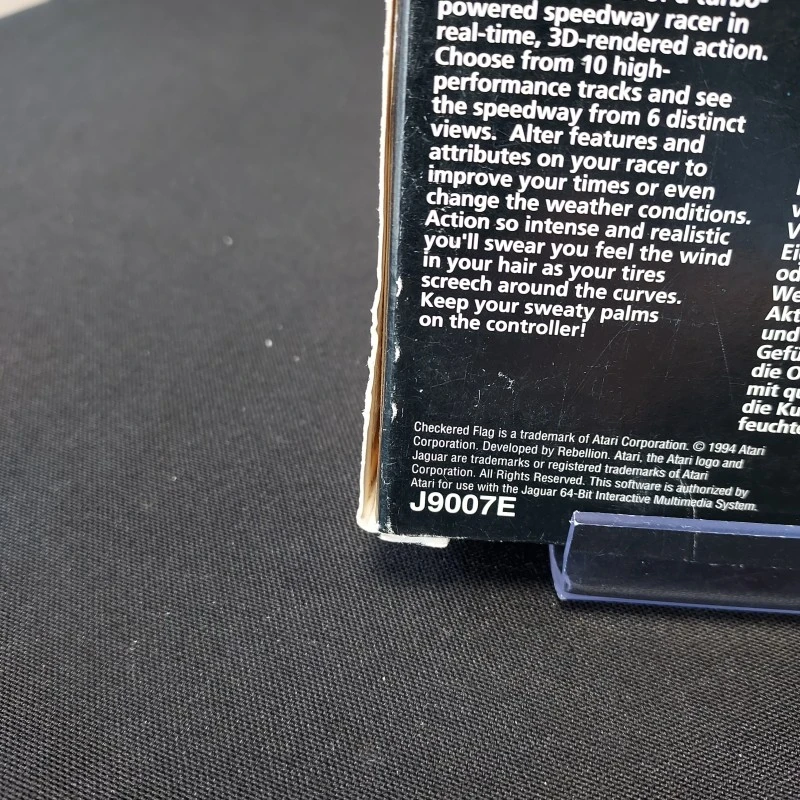 of a turbo-
powered speedway racer in
real-time, 3D-rendered action.
Choose from 10 high-
performance tracks and see
the speedway from 6 distinct
views. Alter features and
attributes on your racer to
improve your times or even
change the weather conditions.
Action so intense and realistic
you'll swear you feel the wind
in your hair as your tires
screech around the curves.
Keep your sweaty palms
on the controller!
Checkered Flag is a trademark of Atari Corporation. © 1994 Atari
Corporation. Developed by Rebellion. Atari, the Atari logo and
Jaguar are trademarks or registered trademarks of Atari
Corporation. All Rights Reserved. This software is authorized by
Atari for use with the Jaguar 64-Bit Interactive Multimedia System.
J9007E
und
die
mit
die